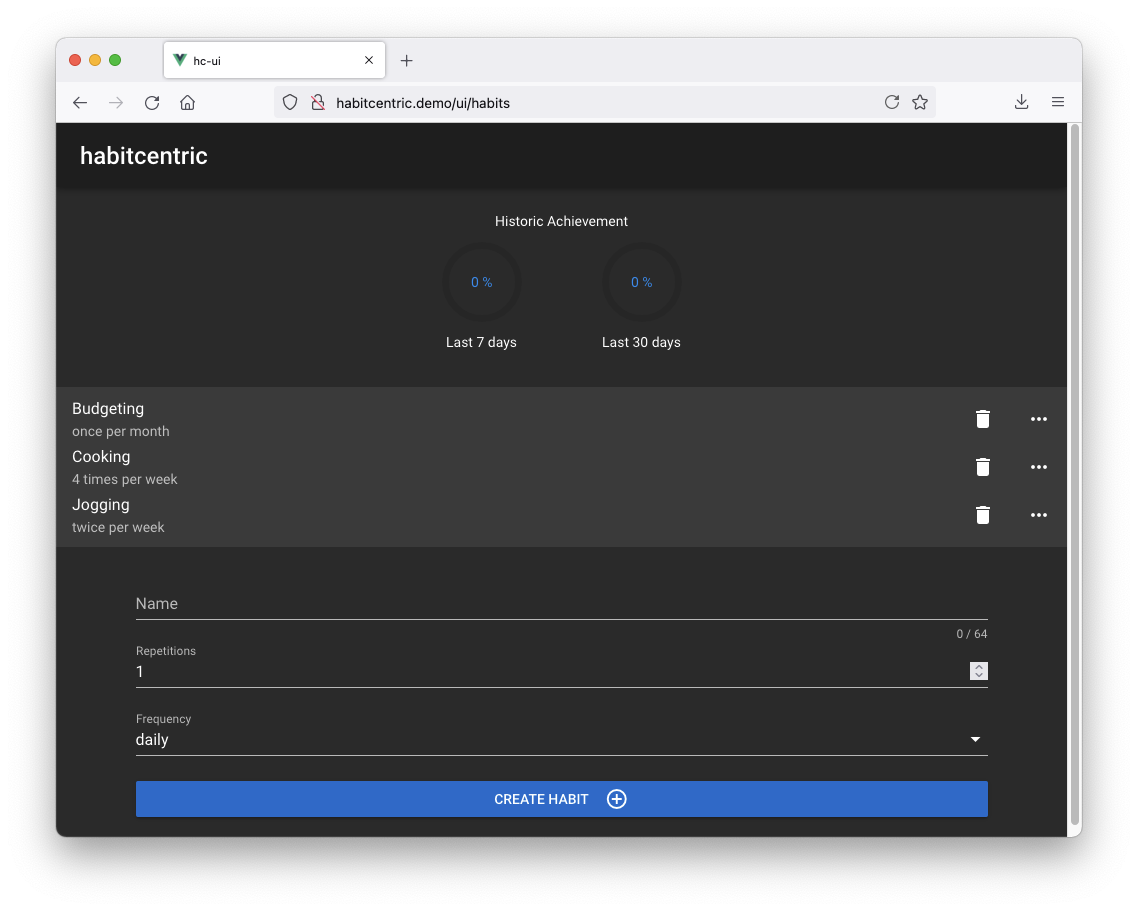 hc-ui
habitcentric.demo/ui/habits
habitcentric
Historic Achievement
0 % 0 %
Last 7 days Last 30 days
Budgeting
once per month
Cooking
4 times per week
Jogging
twice per week
Name
0 / 64
Repetitions
1
Frequency
daily
CREATE HABIT